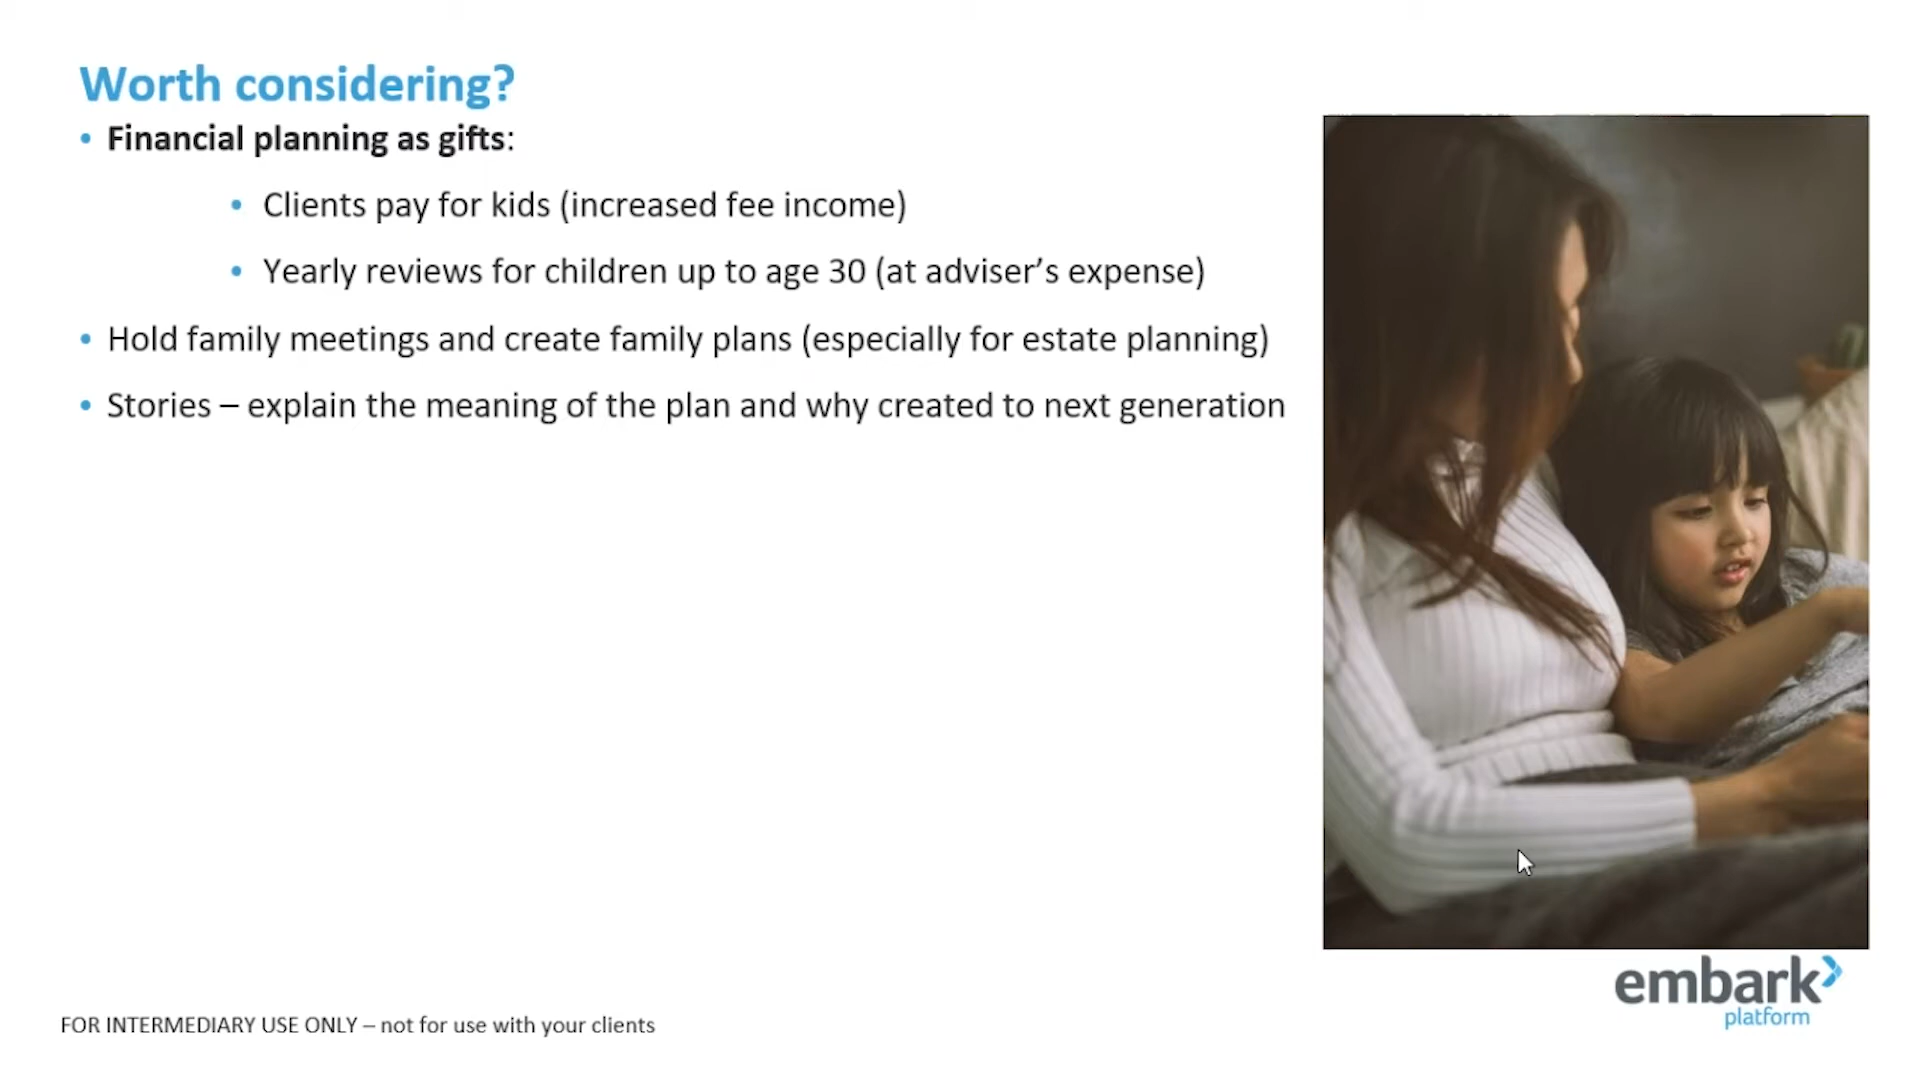 Worth considering?
• Financial planning as gifts:
• Clients pay for kids (increased fee income)
• Yearly reviews for children up to age 30 (at adviser’s expense)
• Hold family meetings and create family plans (especially for estate planning)
• Stories – explain the meaning of the plan and why created to next generation
embark
platform
FOR INTERMEDIARY USE ONLY – not for use with your clients